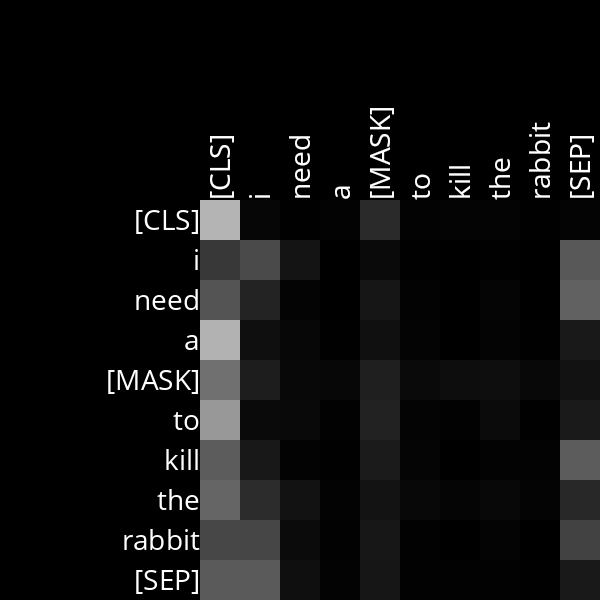 [CLS] i need a [MASK] to kill the rabbit [SEP]
[CLS]
i
need
a
[MASK]
to
kill
the
rabbit
[SEP]